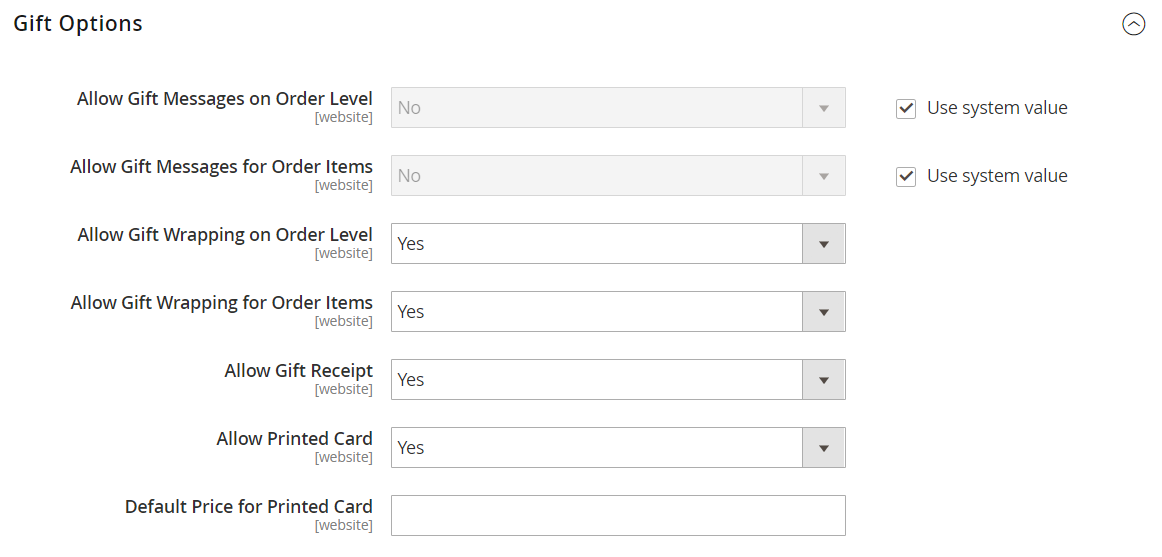 Gift Options
Allow Gift Messages on Order Level
[website]
No
Use system value
Allow Gift Messages for Order Items
[website]
No
Use system value
Allow Gift Wrapping on Order Level
[website]
Yes
Allow Gift Wrapping for Order Items
[website]
Yes
Allow Gift Receipt
[website]
Yes
Allow Printed Card
[website]
Yes
Default Price for Printed Card
[website]